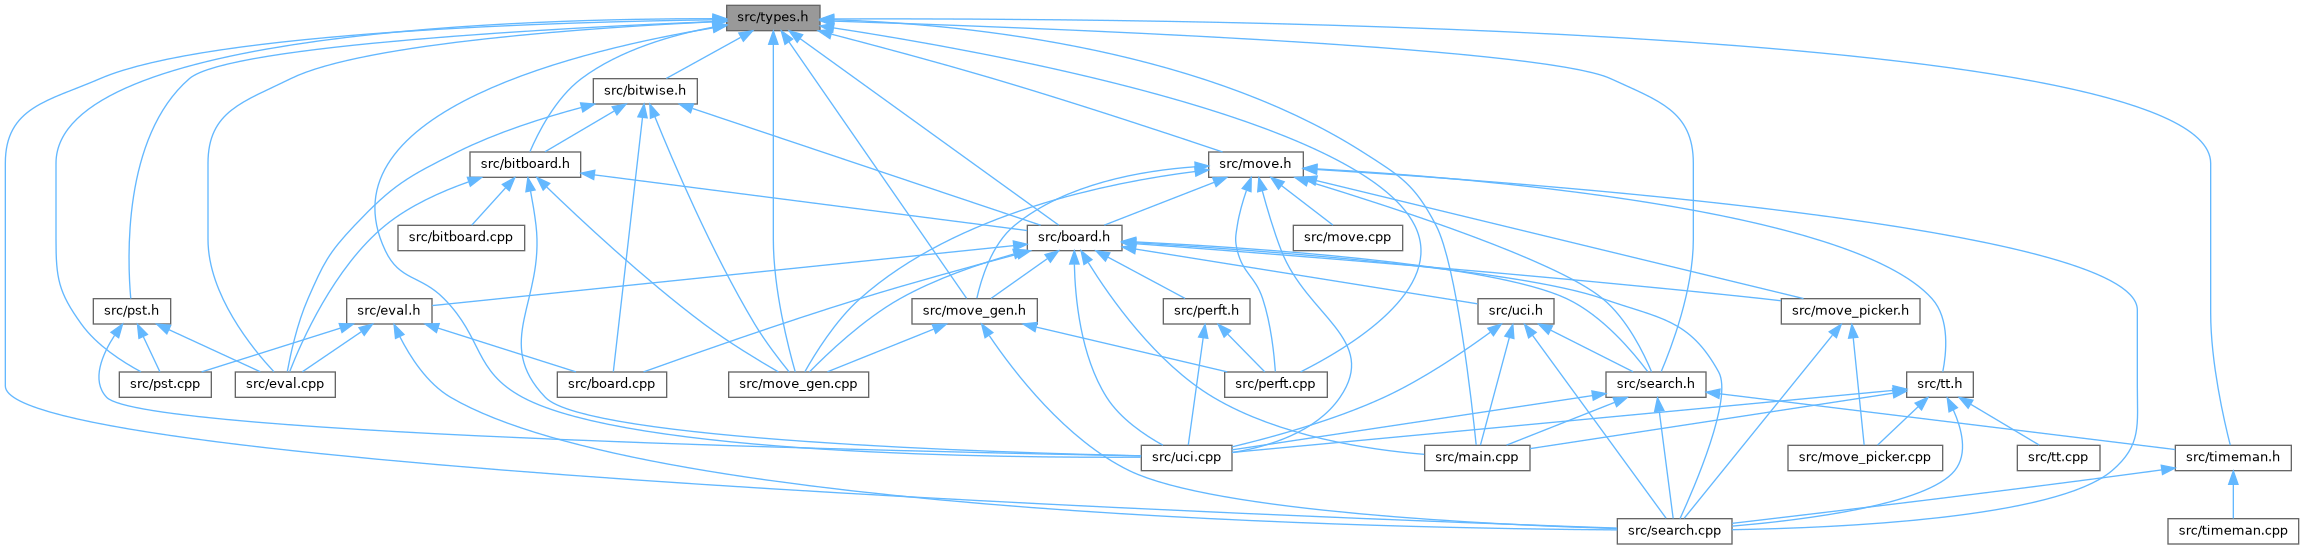 src/types.h
src/bitwise.h
src/bitboard.h
src/move.h
src/bitboard.cpp
src/board.h
src/move.cpp
src/pst.h
src/eval.h
src/move_gen.h
src/perft.h
src/uci.h
src/move_picker.h
src/pst.cpp
src/eval.cpp
src/board.cpp
src/move_gen.cpp
src/perft.cpp
src/search.h
src/tt.h
src/uci.cpp
src/main.cpp
src/move_picker.cpp
src/tt.cpp
src/timeman.h
src/search.cpp
src/timeman.cpp